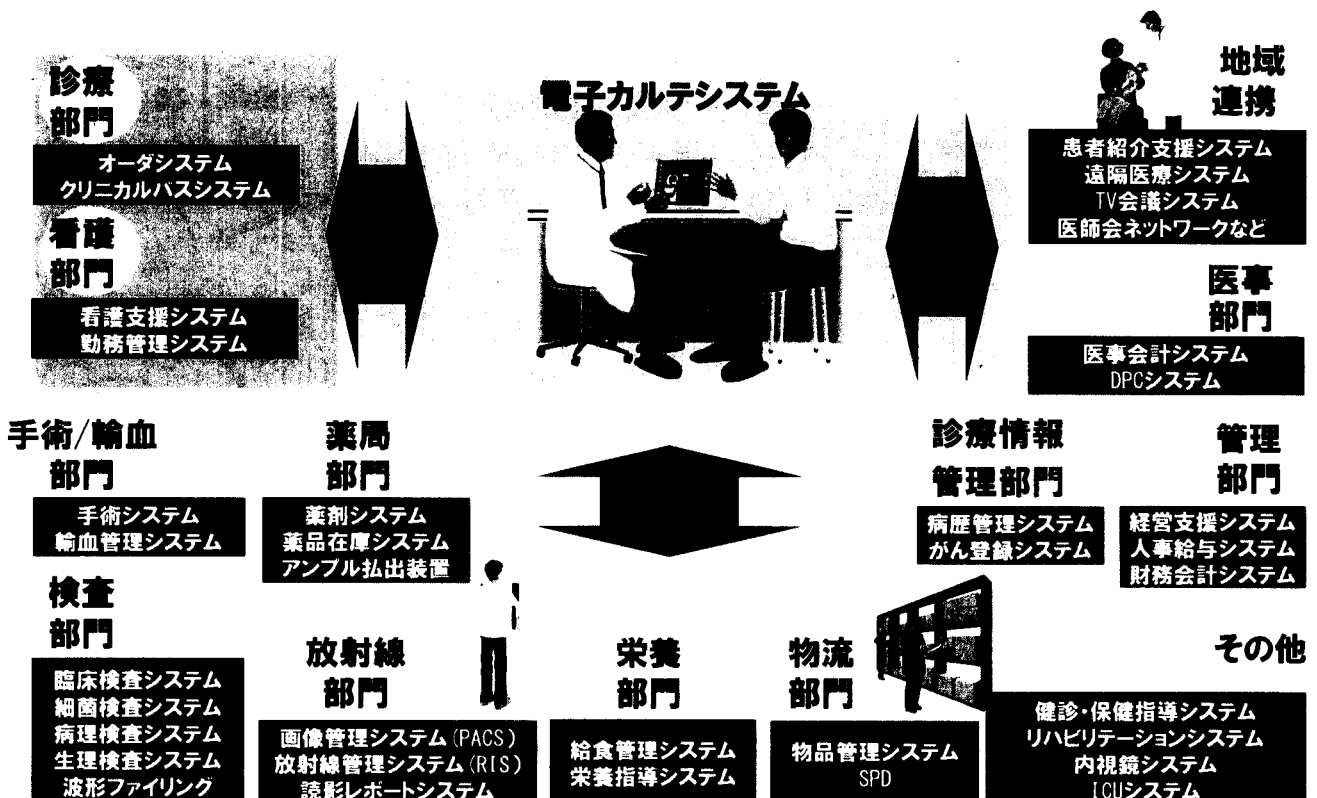 診療
部門
オーダシステム
クリニカルパスシステム
看護
部門
看護支援システム
勤務管理システム
電子カルテシステム
地域
連携
患者紹介支援システム
遠隔医療システム
TV会議システム
医師会ネットワークなど
医事
部門
医事会計システム
DPCシステム
手術/輸血
部門
手術システム
輸血管理システム
薬局
部門
薬剤システム
薬品在庫システム
アンプル払出装置
診療情報
管理部門
病歴管理システム
がん登録システム
管理
部門
経営支援システム
人事給与システム
財務会計システム
検査
部門
臨床検査システム
細菌検査システム
病理検査システム
生理検査システム
波形ファイリング
放射線
部門
画像管理システム(PACS)
放射線管理システム(RIS)
読影レポートシステム
栄養
部門
給食管理システム
栄養指導システム
物流
部門
物品管理システム
SPD
その他
健診・保健指導システム
リハビリテーションシステム
内視鏡システム
ICUシステム